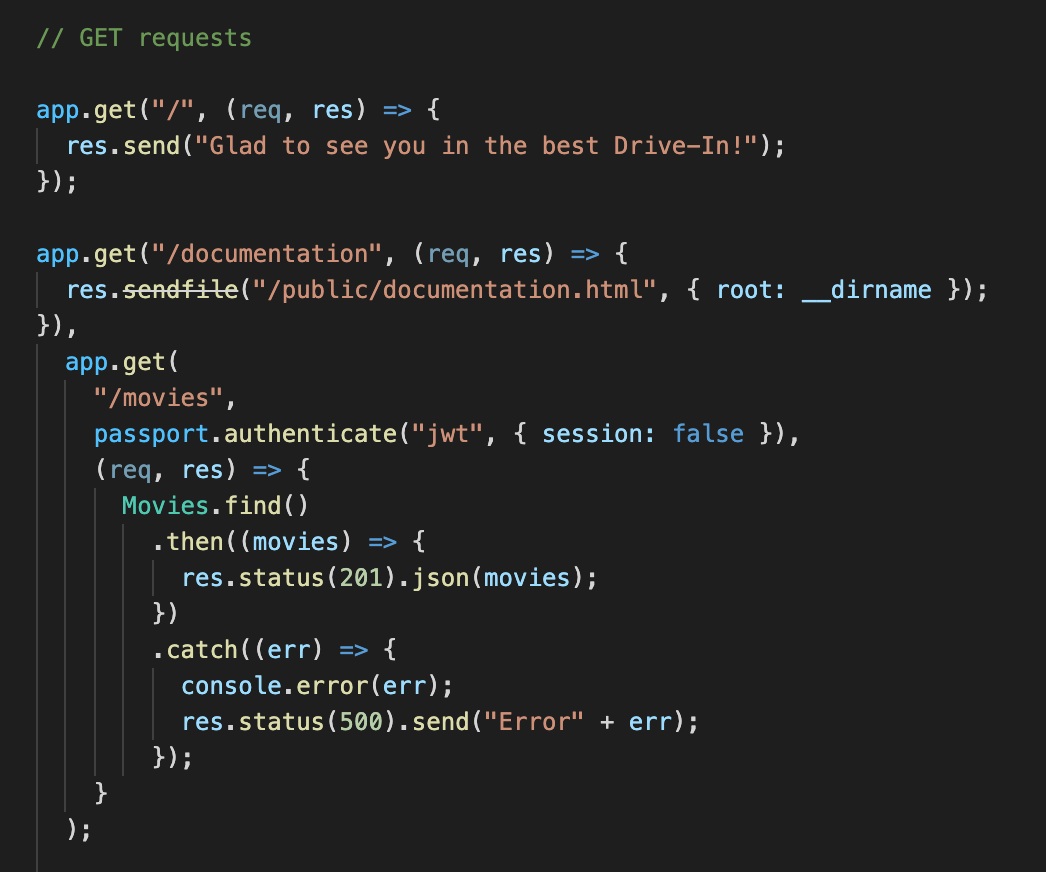 // GET requests
app.get("/", (req, res) => {
res.send("Glad to see you in the best Drive-In!");
});
app.get("/documentation", (req, res) => {
res.sendfile("/public/documentation.html", { root: __dirname });
}),
app.get(
"/movies",
passport.authenticate("jwt", { session: false }),
(req, res) => {
Movies.find()
.then((movies) => {
res.status(201).json(movies);
})
.catch((err) => {
console.error(err);
res.status(500).send("Error" + err);
});
}
);